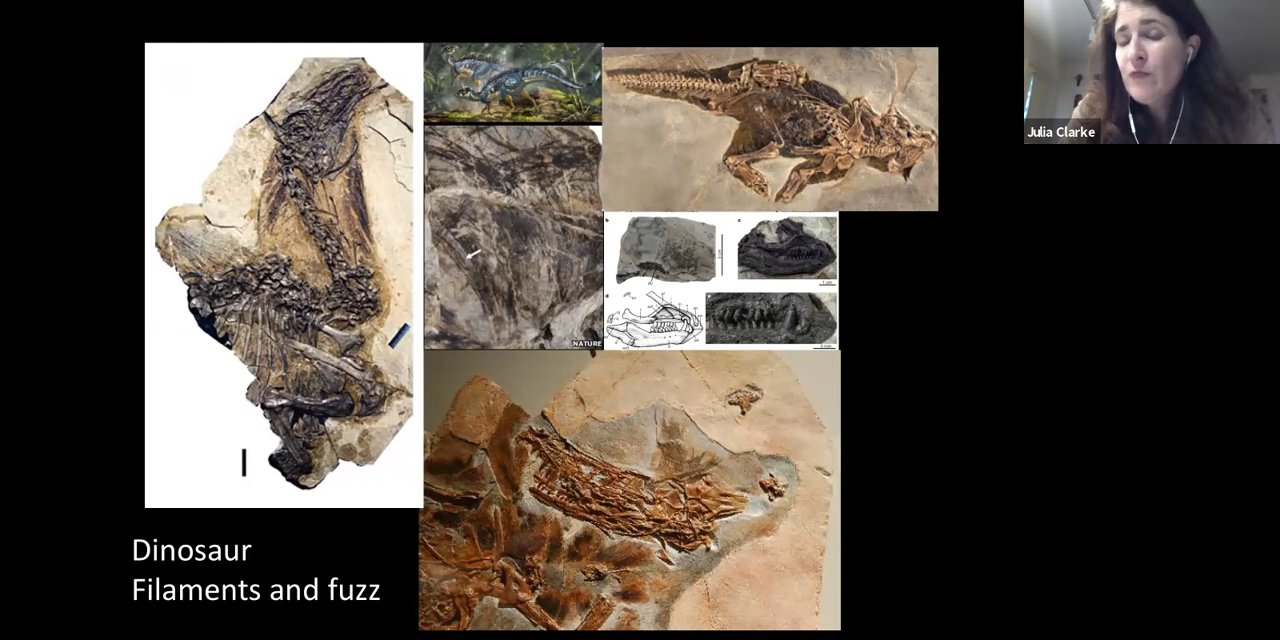 Julia Clarke
b
c
d
NATURE
Dinosaur
Filaments and fuzz